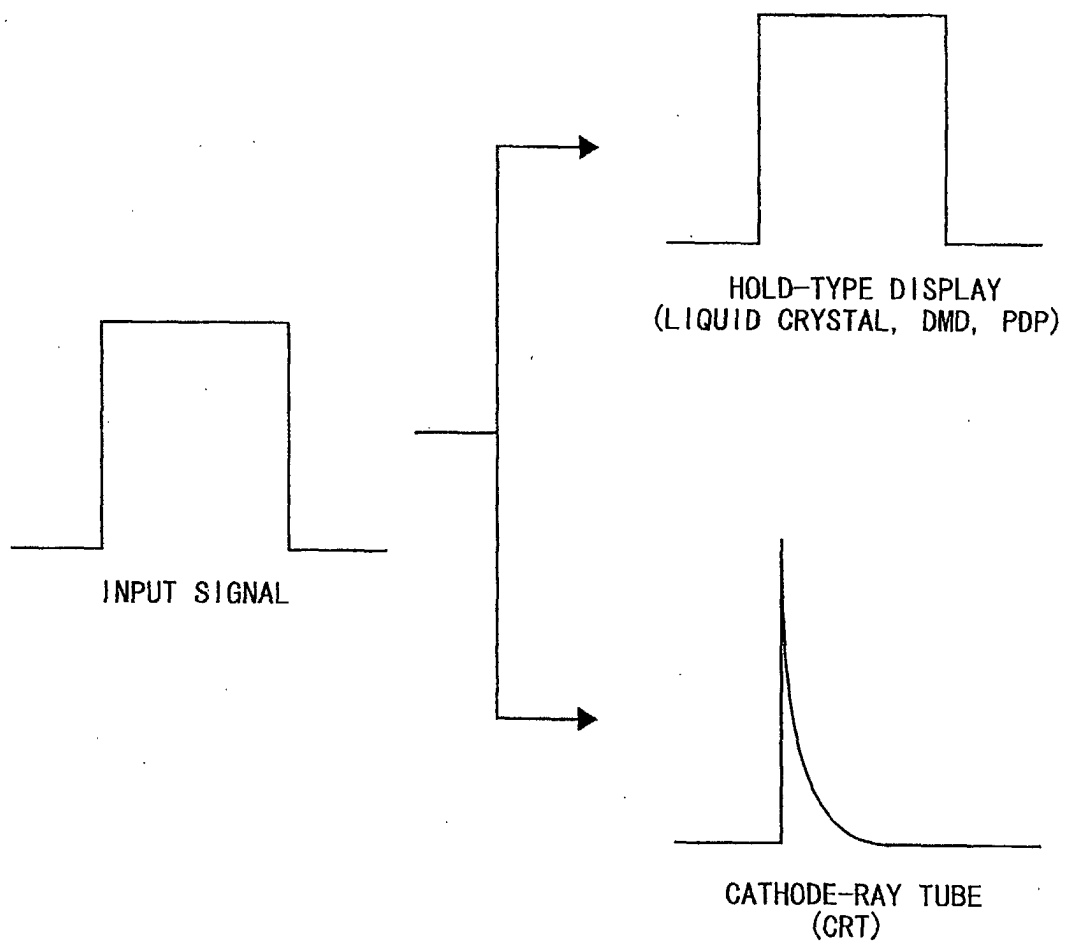 HOLD-TYPE DISPLAY
(LIQUID CRYSTAL, DMD, PDP)
INPUT SIGNAL
CATHODE-RAY TUBE
(CRT)